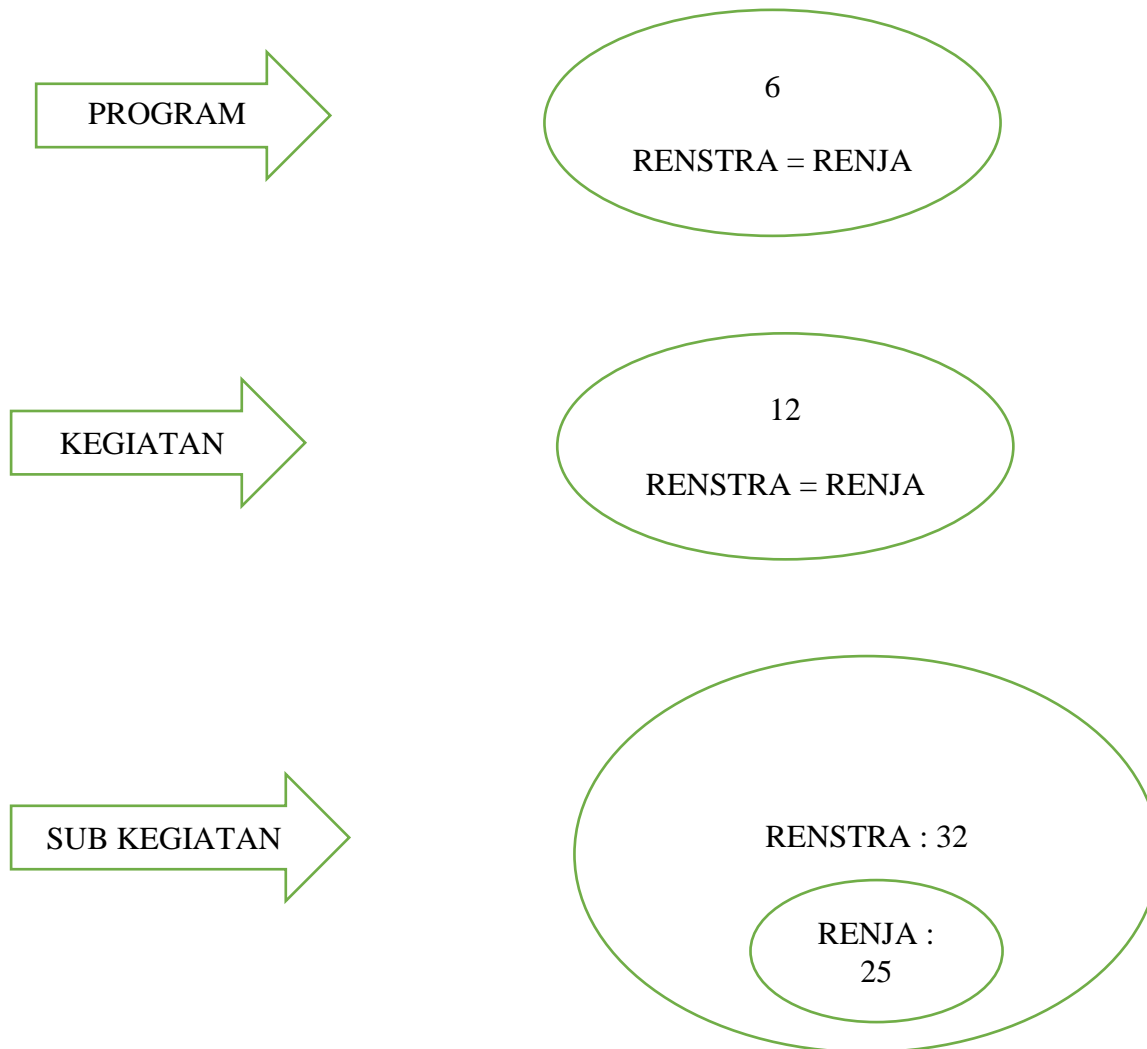 PROGRAM
6
RENSTRA = RENJA
KEGIATAN
12
RENSTRA = RENJA
SUB KEGIATAN
RENSTRA : 32
RENJA :
25